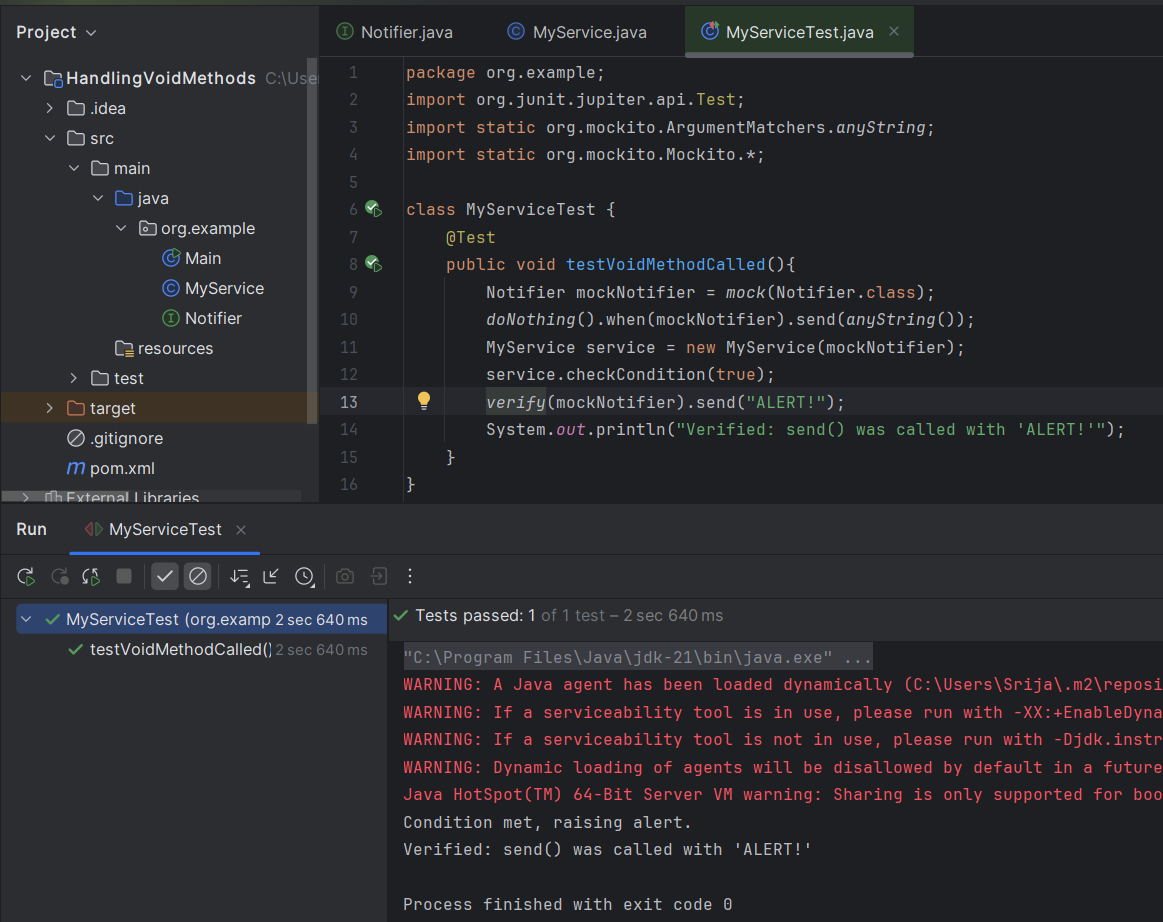 Project
HandlingVoidMethods C:\Use
.idea
src
main
java
org.example
Main
MyService
Notifier
resources
test
target
.gitignore
pom.xml
External Libraries
Notifier.java
MyService.java
MyServiceTest.java
1 package org.example;
2 import org.junit.jupiter.api.Test;
3 import static org.mockito.ArgumentMatchers.anyString;
4 import static org.mockito.Mockito.*;
5
6 class MyServiceTest {
7 @Test
8 public void testVoidMethodCalled(){
9 Notifier mockNotifier = mock(Notifier.class);
10 doNothing().when(mockNotifier).send(anyString());
11 MyService service = new MyService(mockNotifier);
12 service.checkCondition(true);
13 verify(mockNotifier).send("ALERT!");
14 System.out.println("Verified: send() was called with 'ALERT!'");
15 }
16 }
Run MyServiceTest
MyServiceTest (org.examp 2 sec 640 ms
testVoidMethodCalled() 2 sec 640 ms
Tests passed: 1 of 1 test – 2 sec 640 ms
"C:\Program Files\Java\jdk-21\bin\java.exe" ...
WARNING: A Java agent has been loaded dynamically (C:\Users\Srija\.m2\reposi
WARNING: If a serviceability tool is in use, please run with -XX:+EnableDyna
WARNING: If a serviceability tool is not in use, please run with -Djdk.instr
WARNING: Dynamic loading of agents will be disallowed by default in a future
Java HotSpot(TM) 64-Bit Server VM warning: Sharing is only supported for boo
Condition met, raising alert.
Verified: send() was called with 'ALERT!'
Process finished with exit code 0